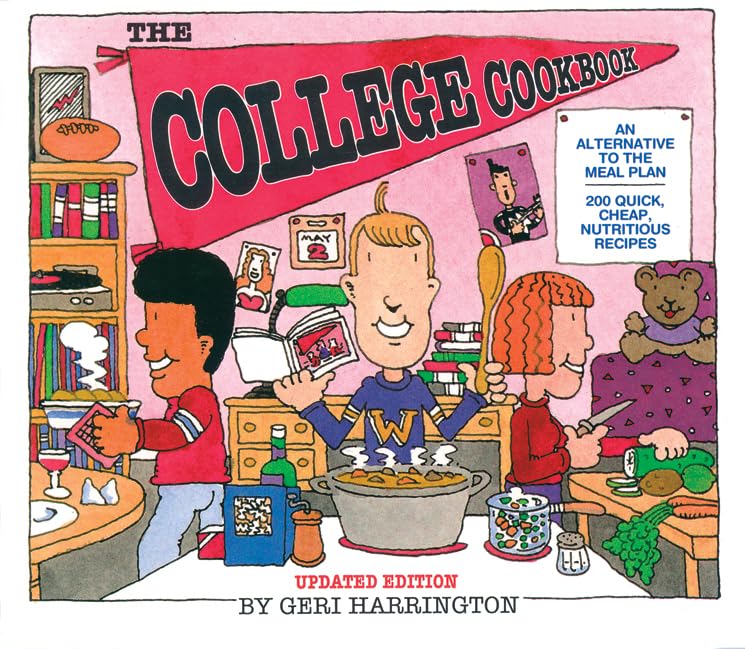 THE
COLLEGE COOKBOOK
AN
ALTERNATIVE
TO THE
MEAL PLAN
200 QUICK,
CHEAP,
NUTRITIOUS
RECIPES
MAY
2
W
W
UPDATED EDITION
BY GERI HARRINGTON